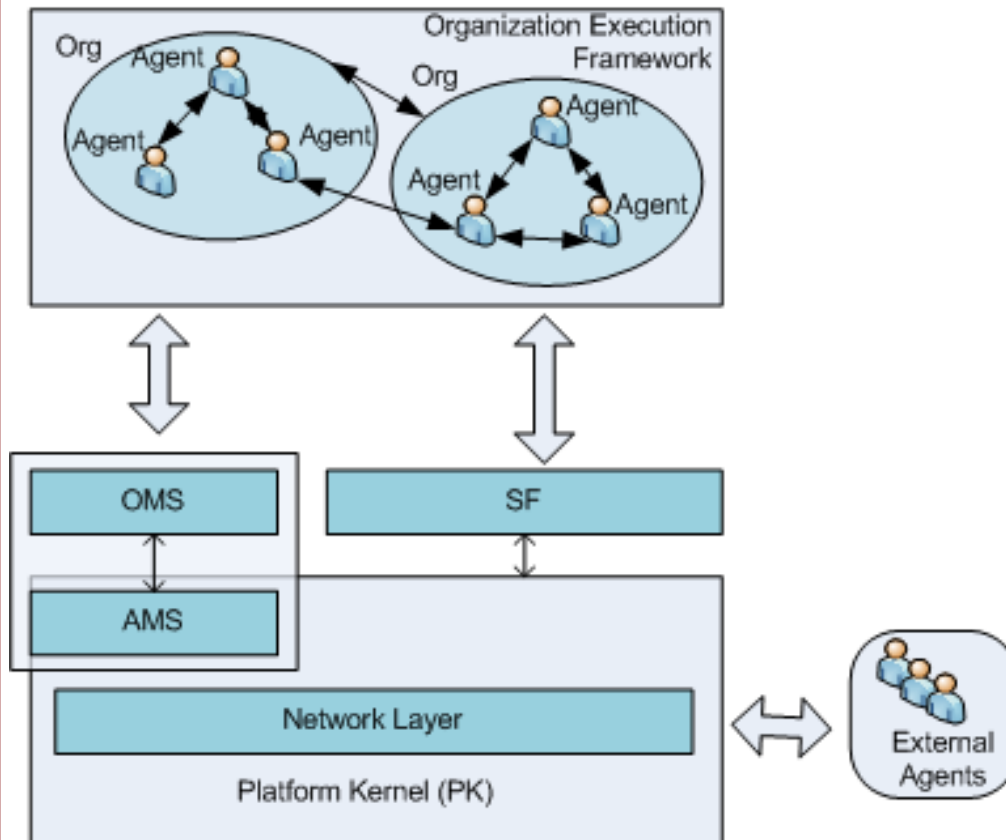 Organization Execution
Framework
Org
Agent
Agent
Agent
Org
Agent
Agent
Agent
OMS
SF
AMS
Network Layer
Platform Kernel (PK)
External
Agents